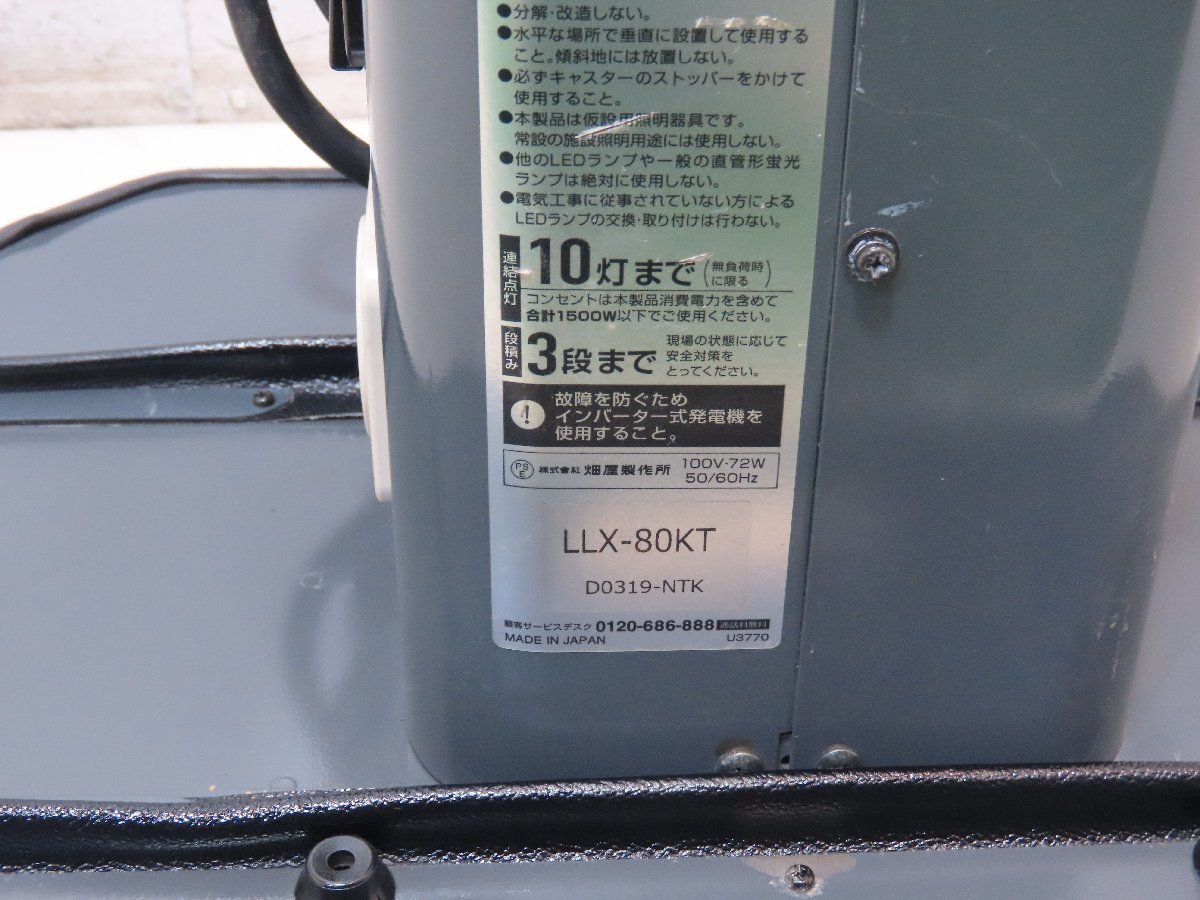 ●分解・改造しない。
●水平な場所で垂直に設置して使用する
こと。傾斜地には放置しない。
●必ずキャスターのストッパーをかけて
使用すること。
●本製品は仮設用照明器具です。
常設の施設照明用途には使用しない。
●他のLEDランプや一般の直管形蛍光
ランプは絶対に使用しない。
●電気工事に従事されていない方による
LEDランプの交換・取り付けは行わない。
連結点灯 10灯まで (無負荷時に限る)
コンセントは本製品消費電力を含めて
合計1500W以下でご使用ください。
段積み 3段まで 現場の状態に応じて
安全対策を
とってください。
故障を防ぐため
インバーター式発電機を
使用すること。
PSE 株式会社 畑屋製作所 100V-72W
50/60Hz
LLX-80KT
D0319-NTK
顧客サービスデスク 0120-686-888 通話料無料
MADE IN JAPAN U3770